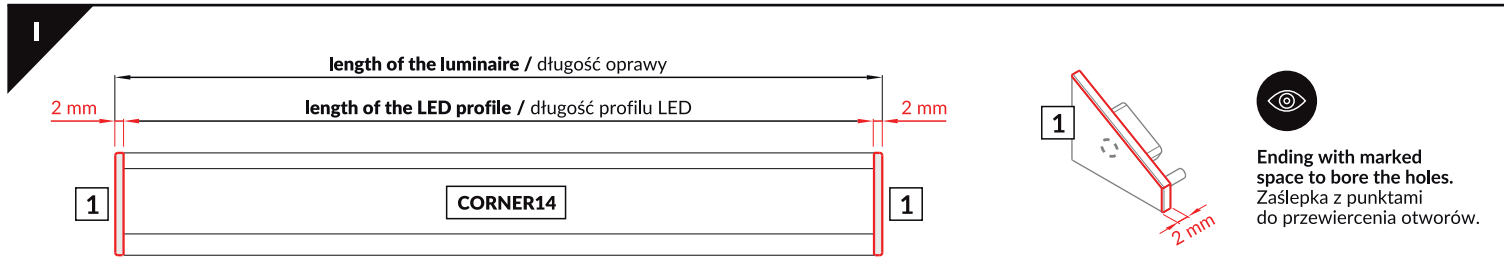 I
length of the luminaire / długość oprawy
2 mm
length of the LED profile / długość profilu LED
2 mm
1
CORNER14
1
1
2 mm
Ending with marked
space to bore the holes.
Zaślepka z punktami
do przewiercenia otworów.